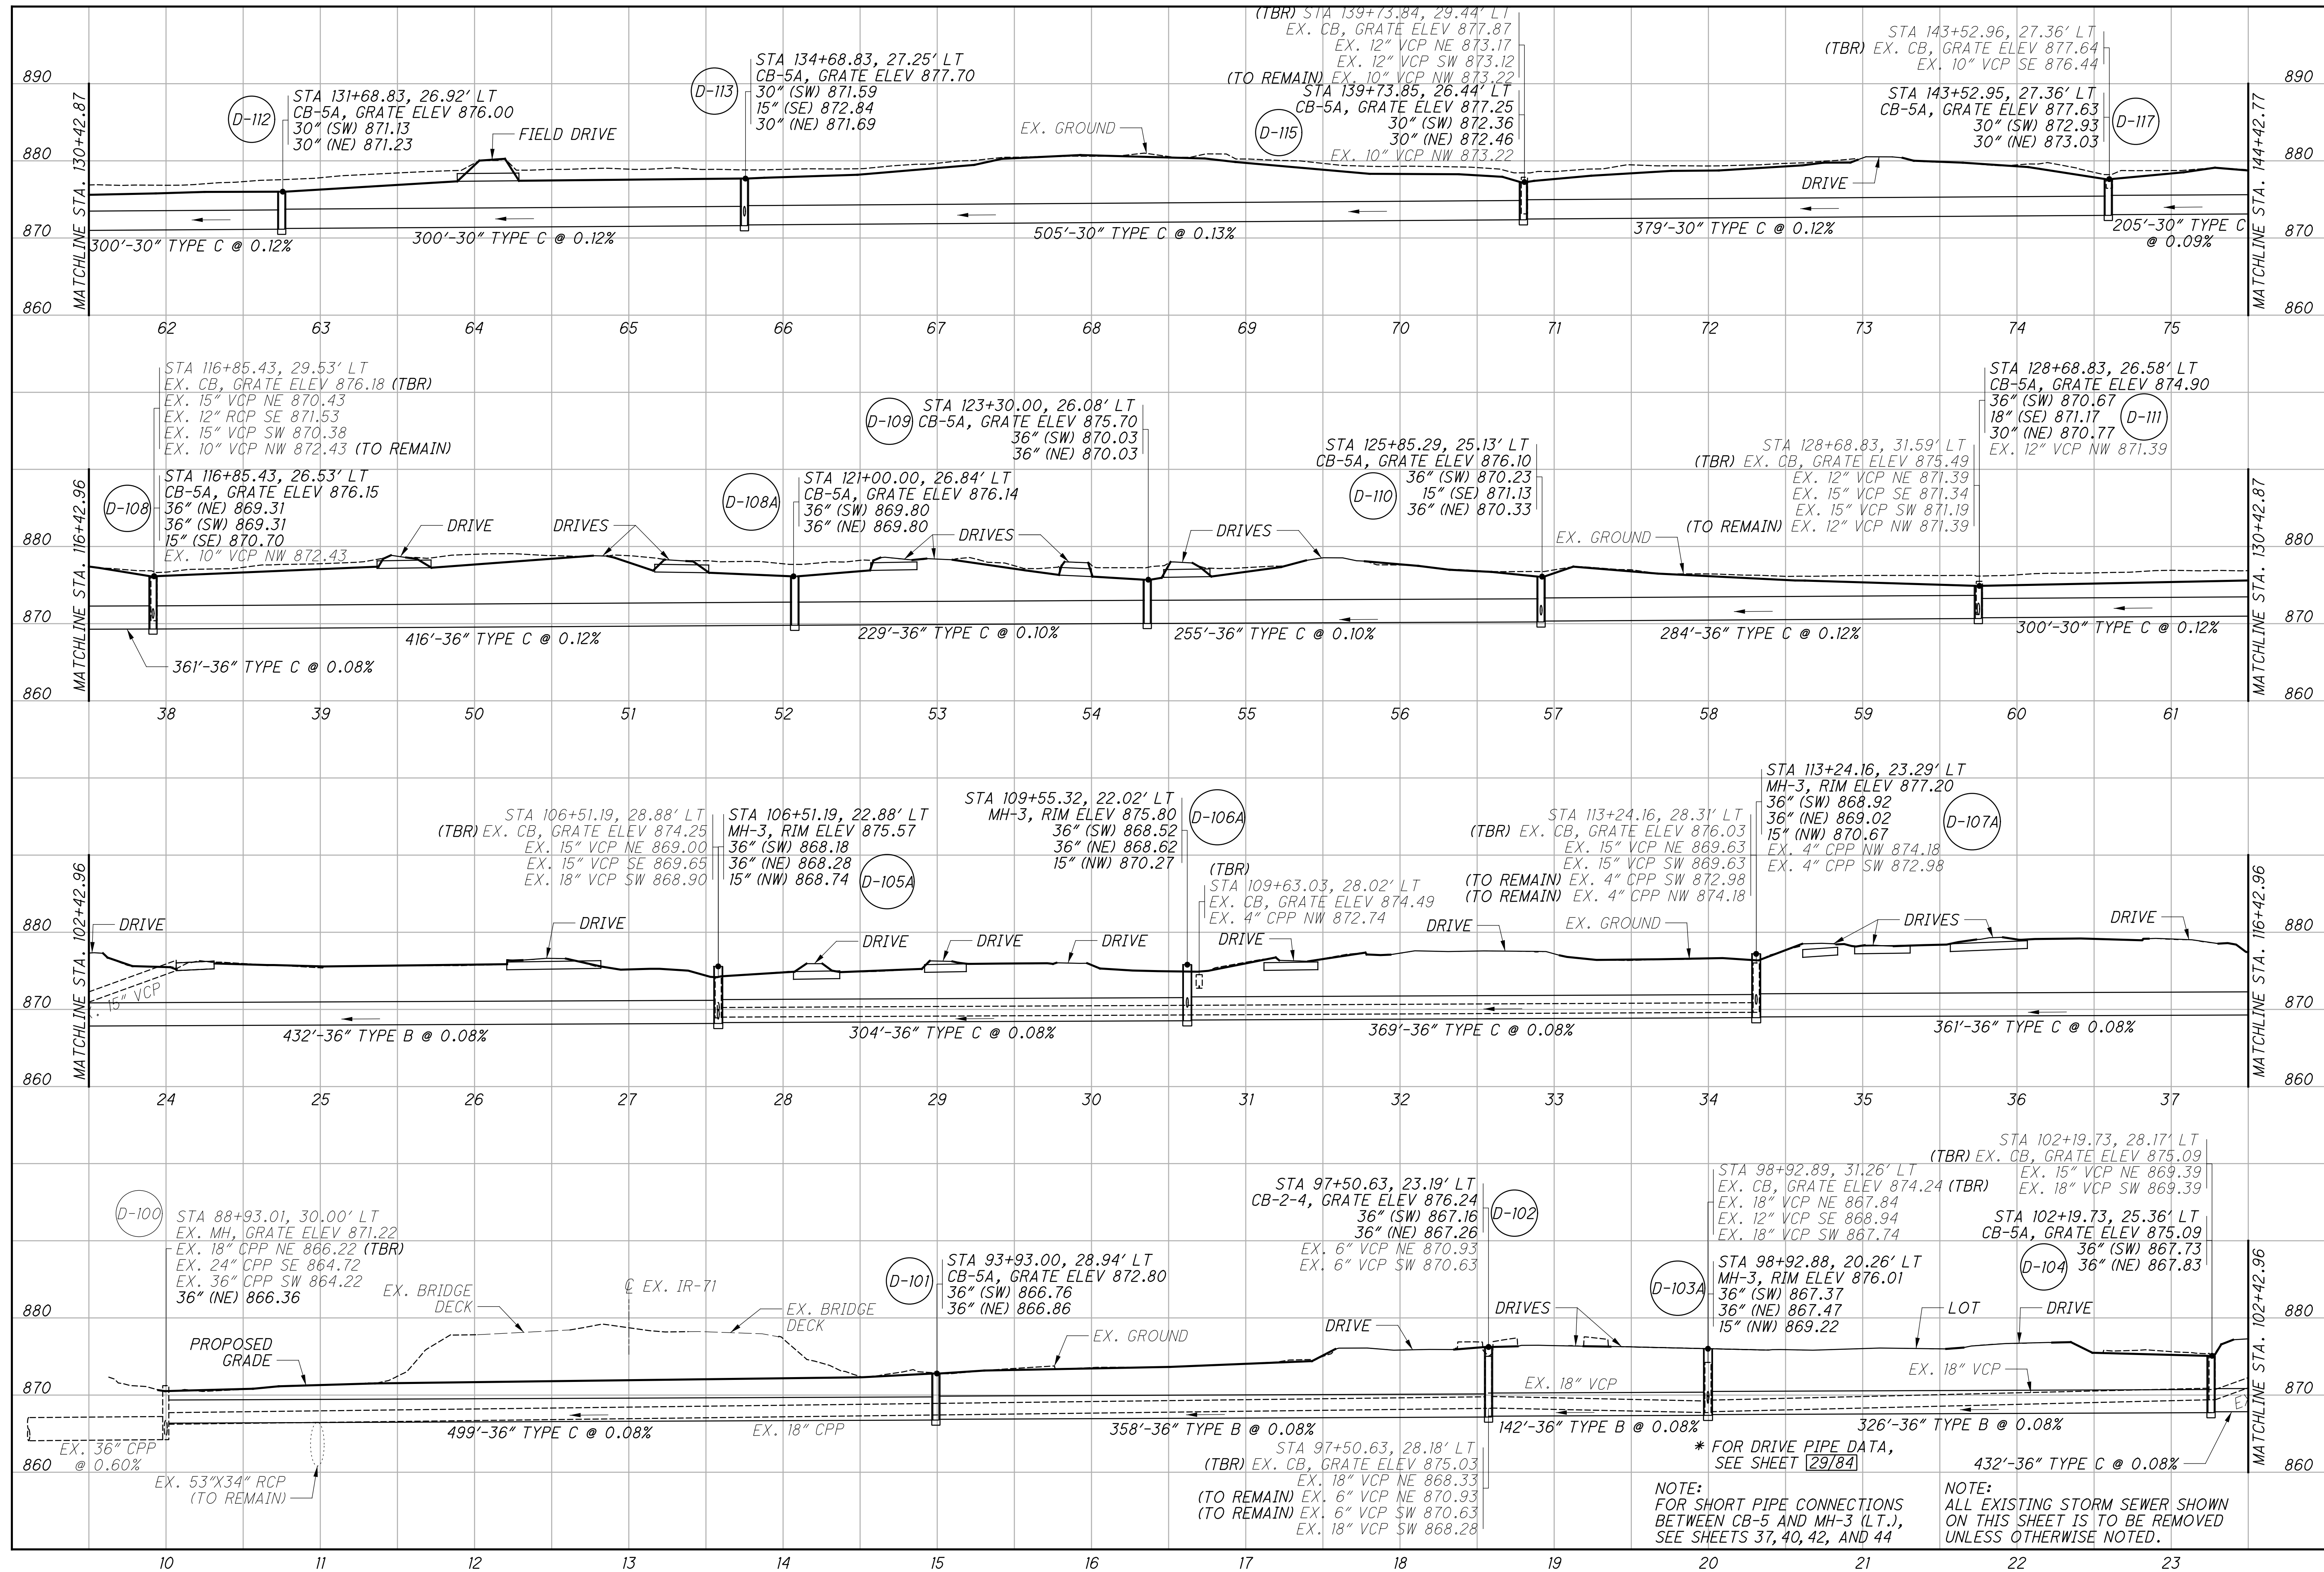 (TBR) STA 139+73.84, 29.44' LT
EX. CB, GRATE ELEV 877.87
EX. 12" VCP NE 873.17
EX. 12" VCP SW 873.12
(TO REMAIN) EX. 10" VCP NW 873.22
STA 139+73.85, 26.44' LT
CB-5A, GRATE ELEV 877.25
30" (SW) 872.36
30" (NE) 872.46
EX. 10" VCP NW 873.22
D-115
STA 143+52.96, 27.36' LT
(TBR) EX. CB, GRATE ELEV 877.64
EX. 10" VCP SE 876.44
STA 143+52.95, 27.36' LT
CB-5A, GRATE ELEV 877.63
30" (SW) 872.93
30" (NE) 873.03
D-117
STA 134+68.83, 27.25' LT
CB-5A, GRATE ELEV 877.70
30" (SW) 871.59
15" (SE) 872.84
30" (NE) 871.69
D-113
STA 131+68.83, 26.92' LT
CB-5A, GRATE ELEV 876.00
30" (SW) 871.13
30" (NE) 871.23
D-112
FIELD DRIVE
EX. GROUND
DRIVE
890
880
870
860
890
880
870
860
MATCHLINE STA. 130+42.87
MATCHLINE STA. 144+42.77
300'-30" TYPE C @ 0.12%
300'-30" TYPE C @ 0.12%
505'-30" TYPE C @ 0.13%
379'-30" TYPE C @ 0.12%
205'-30" TYPE C
@ 0.09%
62 63 64 65 66 67 68 69 70 71 72 73 74 75
STA 116+85.43, 29.53' LT
EX. CB, GRATE ELEV 876.18 (TBR)
EX. 15" VCP NE 870.43
EX. 12" RCP SE 871.53
EX. 15" VCP SW 870.38
EX. 10" VCP NW 872.43 (TO REMAIN)
STA 116+85.43, 26.53' LT
CB-5A, GRATE ELEV 876.15
36" (NE) 869.31
36" (SW) 869.31
15" (SE) 870.70
EX. 10" VCP NW 872.43
D-108
DRIVE
DRIVES
STA 121+00.00, 26.84' LT
CB-5A, GRATE ELEV 876.14
36" (SW) 869.80
36" (NE) 869.80
D-108A
DRIVES
STA 123+30.00, 26.08' LT
CB-5A, GRATE ELEV 875.70
36" (SW) 870.03
36" (NE) 870.03
D-109
DRIVES
STA 125+85.29, 25.13' LT
CB-5A, GRATE ELEV 876.10
36" (SW) 870.23
15" (SE) 871.13
36" (NE) 870.33
D-110
EX. GROUND
STA 128+68.83, 31.59' LT
(TBR) EX. CB, GRATE ELEV 875.49
EX. 12" VCP NE 871.39
EX. 15" VCP SE 871.34
EX. 15" VCP SW 871.19
(TO REMAIN) EX. 12" VCP NW 871.39
STA 128+68.83, 26.58' LT
CB-5A, GRATE ELEV 874.90
36" (SW) 870.67
18" (SE) 871.17
30" (NE) 870.77
EX. 12" VCP NW 871.39
D-111
880
870
860
880
870
860
MATCHLINE STA. 116+42.96
MATCHLINE STA. 130+42.87
361'-36" TYPE C @ 0.08%
416'-36" TYPE C @ 0.12%
229'-36" TYPE C @ 0.10%
255'-36" TYPE C @ 0.10%
284'-36" TYPE C @ 0.12%
300'-30" TYPE C @ 0.12%
38 39 50 51 52 53 54 55 56 57 58 59 60 61
STA 106+51.19, 28.88' LT
(TBR) EX. CB, GRATE ELEV 874.25
EX. 15" VCP NE 869.00
EX. 15" VCP SE 869.65
EX. 18" VCP SW 868.90
STA 106+51.19, 22.88' LT
MH-3, RIM ELEV 875.57
36" (SW) 868.18
36" (NE) 868.28
15" (NW) 868.74
D-105A
STA 109+55.32, 22.02' LT
MH-3, RIM ELEV 875.80
36" (SW) 868.52
36" (NE) 868.62
15" (NW) 870.27
D-106A
(TBR)
STA 109+63.03, 28.02' LT
EX. CB, GRATE ELEV 874.49
EX. 4" CPP NW 872.74
STA 113+24.16, 28.31' LT
(TBR) EX. CB, GRATE ELEV 876.03
EX. 15" VCP NE 869.63
EX. 15" VCP SW 869.63
(TO REMAIN) EX. 4" CPP SW 872.98
(TO REMAIN) EX. 4" CPP NW 874.18
STA 113+24.16, 23.29' LT
MH-3, RIM ELEV 877.20
36" (SW) 868.92
36" (NE) 869.02
15" (NW) 870.67
EX. 4" CPP NW 874.18
EX. 4" CPP SW 872.98
D-107A
DRIVE
DRIVE
DRIVE
DRIVE
DRIVE
DRIVE
DRIVE
EX. GROUND
DRIVES
DRIVE
15" VCP
880
870
860
880
870
860
MATCHLINE STA. 102+42.96
MATCHLINE STA. 116+42.96
432'-36" TYPE B @ 0.08%
304'-36" TYPE C @ 0.08%
369'-36" TYPE C @ 0.08%
361'-36" TYPE C @ 0.08%
24 25 26 27 28 29 30 31 32 33 34 35 36 37
D-100
STA 88+93.01, 30.00' LT
EX. MH, GRATE ELEV 871.22
EX. 18" CPP NE 866.22 (TBR)
EX. 24" CPP SE 864.72
EX. 36" CPP SW 864.22
36" (NE) 866.36
PROPOSED
GRADE
EX. BRIDGE
DECK
℄ EX. IR-71
EX. BRIDGE
DECK
D-101
STA 93+93.00, 28.94' LT
CB-5A, GRATE ELEV 872.80
36" (SW) 866.76
36" (NE) 866.86
EX. GROUND
STA 97+50.63, 23.19' LT
CB-2-4, GRATE ELEV 876.24
36" (SW) 867.16
36" (NE) 867.26
EX. 6" VCP NE 870.93
EX. 6" VCP SW 870.63
D-102
DRIVE
DRIVES
STA 98+92.89, 31.26' LT
EX. CB, GRATE ELEV 874.24 (TBR)
EX. 18" VCP NE 867.84
EX. 12" VCP SE 868.94
EX. 18" VCP SW 867.74
STA 98+92.88, 20.26' LT
MH-3, RIM ELEV 876.01
36" (SW) 867.37
36" (NE) 867.47
15" (NW) 869.22
D-103A
STA 102+19.73, 28.17' LT
(TBR) EX. CB, GRATE ELEV 875.09
EX. 15" VCP NE 869.39
EX. 18" VCP SW 869.39
STA 102+19.73, 25.36' LT
CB-5A, GRATE ELEV 875.09
36" (SW) 867.73
36" (NE) 867.83
D-104
LOT
DRIVE
EX. 18" VCP
EX. 18" VCP
880
870
860
880
870
860
MATCHLINE STA. 102+42.96
EX. 36" CPP
@ 0.60%
EX. 53"X34" RCP
(TO REMAIN)
499'-36" TYPE C @ 0.08%
EX. 18" CPP
358'-36" TYPE B @ 0.08%
142'-36" TYPE B @ 0.08%
326'-36" TYPE B @ 0.08%
432'-36" TYPE C @ 0.08%
STA 97+50.63, 28.18' LT
(TBR) EX. CB, GRATE ELEV 875.03
EX. 18" VCP NE 868.33
(TO REMAIN) EX. 6" VCP NE 870.93
(TO REMAIN) EX. 6" VCP SW 870.63
EX. 18" VCP SW 868.28
* FOR DRIVE PIPE DATA,
SEE SHEET 29/84
NOTE:
FOR SHORT PIPE CONNECTIONS
BETWEEN CB-5 AND MH-3 (LT.),
SEE SHEETS 37,40,42, AND 44
NOTE:
ALL EXISTING STORM SEWER SHOWN
ON THIS SHEET IS TO BE REMOVED
UNLESS OTHERWISE NOTED.
10 11 12 13 14 15 16 17 18 19 20 21 22 23